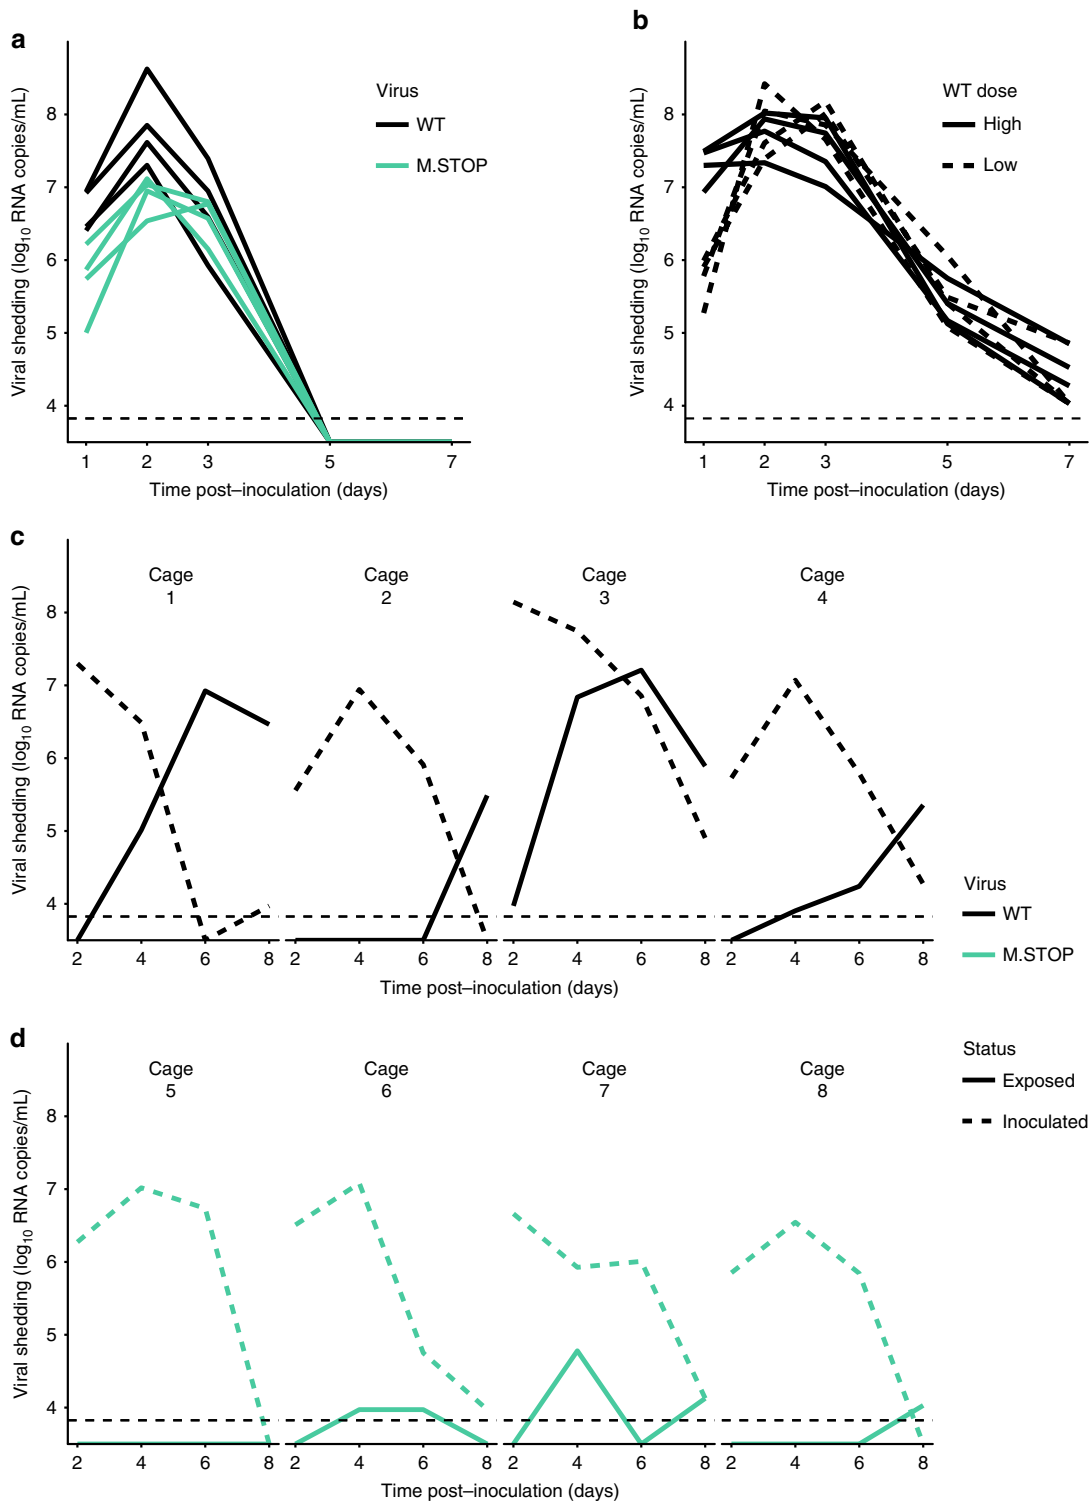 a
Viral shedding (log10 RNA copies/mL)
8
7
6
5
4
1 2 3 5 7
Time post–inoculation (days)
Virus
WT
M.STOP
b
Viral shedding (log10 RNA copies/mL)
8
7
6
5
4
1 2 3 5 7
Time post–inoculation (days)
WT dose
High
Low
c
Viral shedding (log10 RNA copies/mL)
8
7
6
5
4
Cage
1
Cage
2
Cage
3
Cage
4
2 4 6 8 2 4 6 8 2 4 6 8 2 4 6 8
Time post–inoculation (days)
Virus
WT
M.STOP
Status
Exposed
Inoculated
d
Viral shedding (log10 RNA copies/mL)
8
7
6
5
4
Cage
5
Cage
6
Cage
7
Cage
8
2 4 6 8 2 4 6 8 2 4 6 8 2 4 6 8
Time post–inoculation (days)